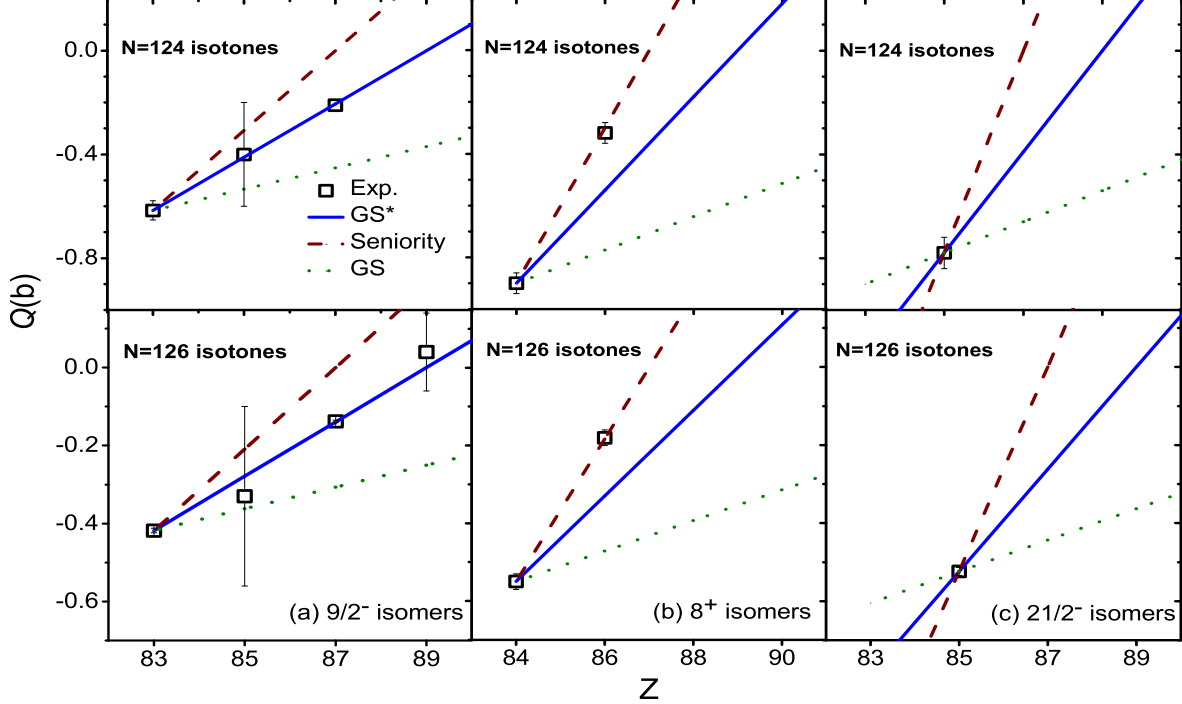 N=124 isotones
N=124 isotones
N=124 isotones
0.0
-0.4
-0.8
Exp.
GS*
Seniority
GS
Q(b)
N=126 isotones
N=126 isotones
N=126 isotones
0.0
-0.2
-0.4
-0.6
(a) 9/2⁻ isomers
(b) 8⁺ isomers
(c) 21/2⁻ isomers
83 85 87 89 84 86 88 90 83 85 87 89
Z